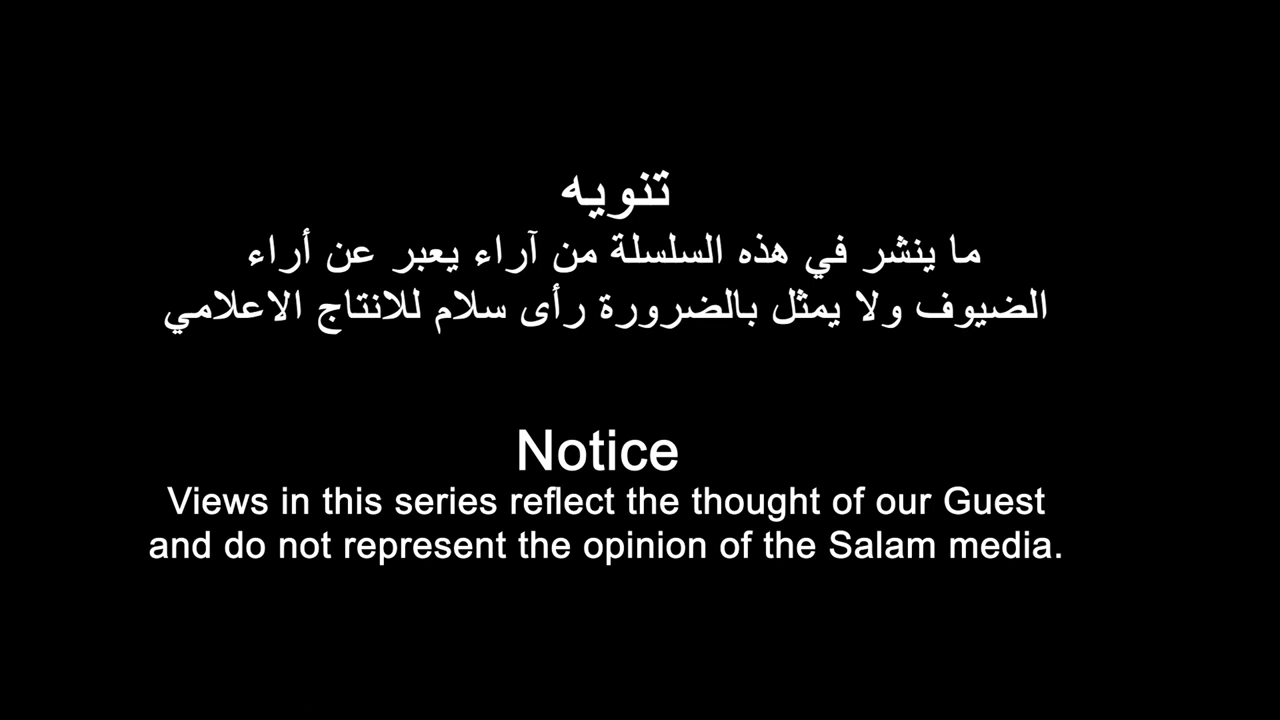 تنويه
ما ينشر في هذه السلسلة من آراء يعبر عن أراء
الضيوف ولا يمثل بالضرورة رأى سلام للانتاج الاعلامي
Notice
Views in this series reflect the thought of our Guest
and do not represent the opinion of the Salam media.